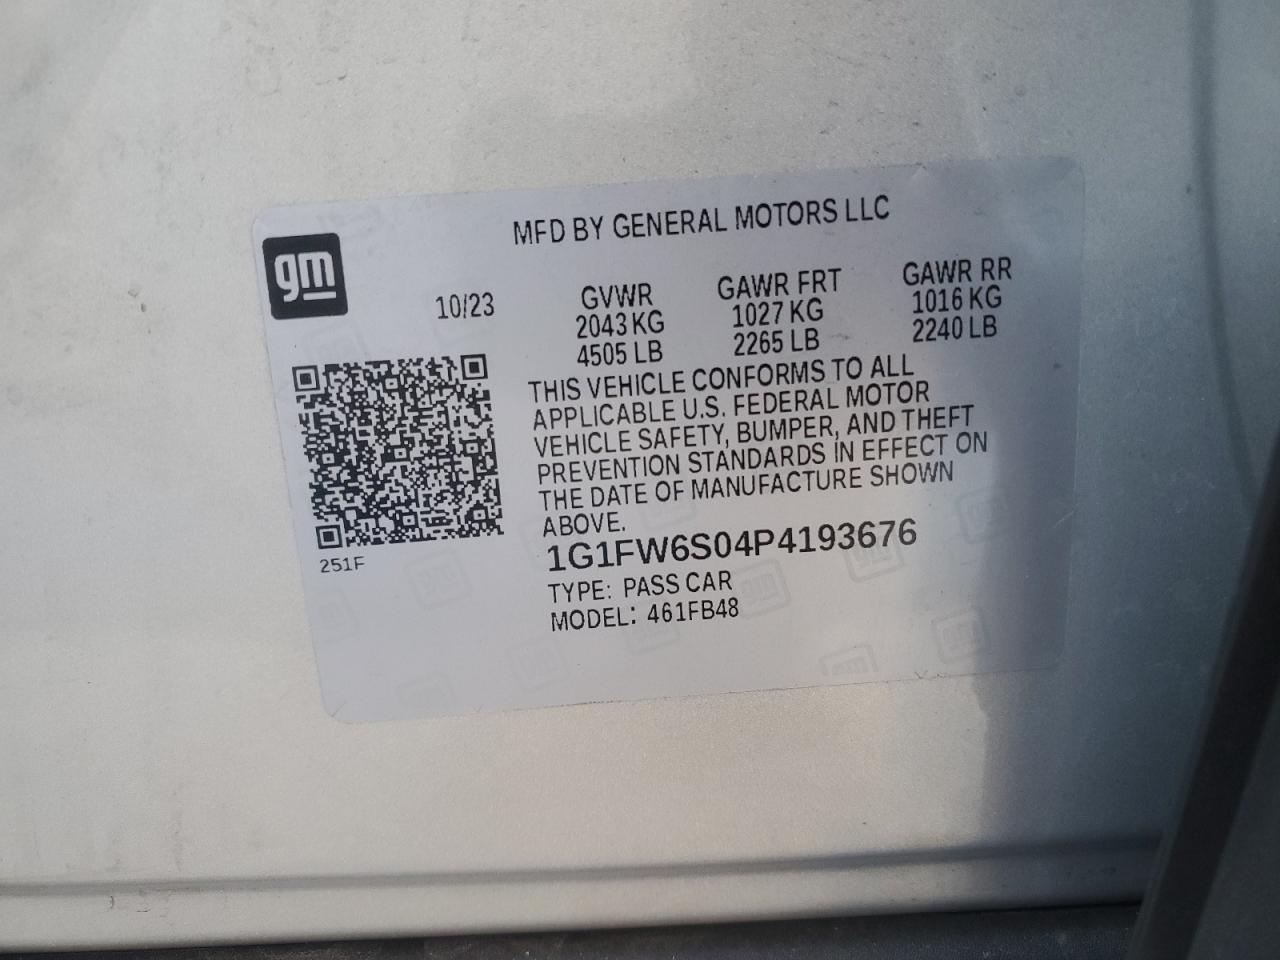 gm
MFD BY GENERAL MOTORS LLC
10/23
GVWR
2043 KG
4505 LB
GAWR FRT
1027 KG
2265 LB
GAWR RR
1016 KG
2240 LB
THIS VEHICLE CONFORMS TO ALL
APPLICABLE U.S. FEDERAL MOTOR
VEHICLE SAFETY, BUMPER, AND THEFT
PREVENTION STANDARDS IN EFFECT ON
THE DATE OF MANUFACTURE SHOWN
ABOVE.
1G1FW6S04P4193676
TYPE: PASS CAR
MODEL: 461FB48
251F